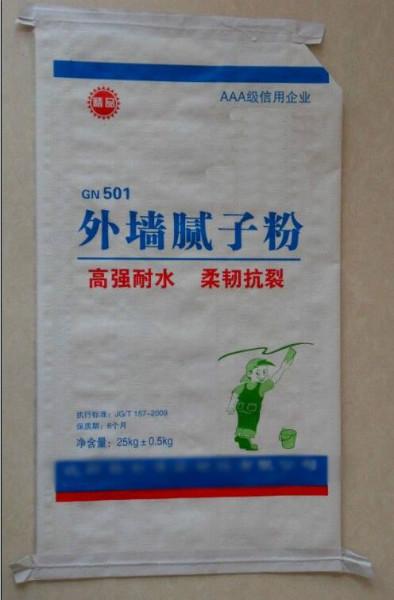 精品
AAA级信用企业
GN 501
外墙腻子粉
高强耐水 柔韧抗裂
执行标准：JG/T 157-2009
保质期：6个月
净含量：25kg±0.5kg